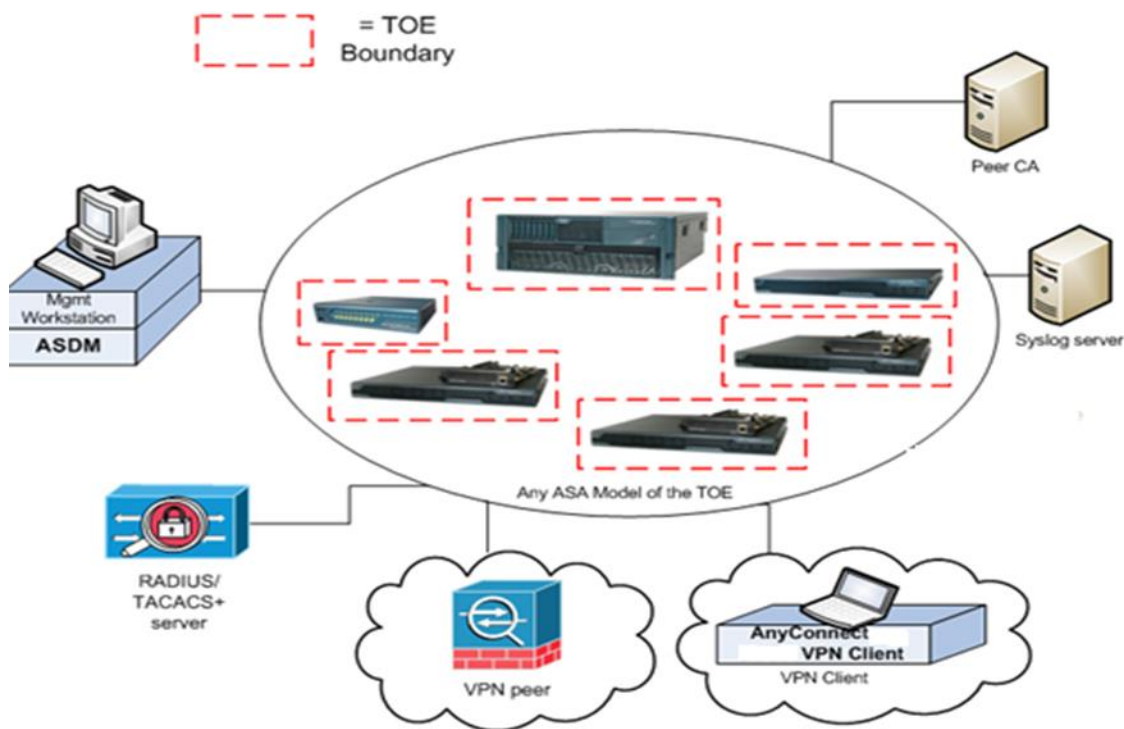 = TOE
Boundary
Peer CA
Mgmt
Workstation
ASDM
Syslog server
Any ASA Model of the TOE
RADIUS/
TACACS+
server
VPN peer
AnyConnect
VPN Client
VPN Client